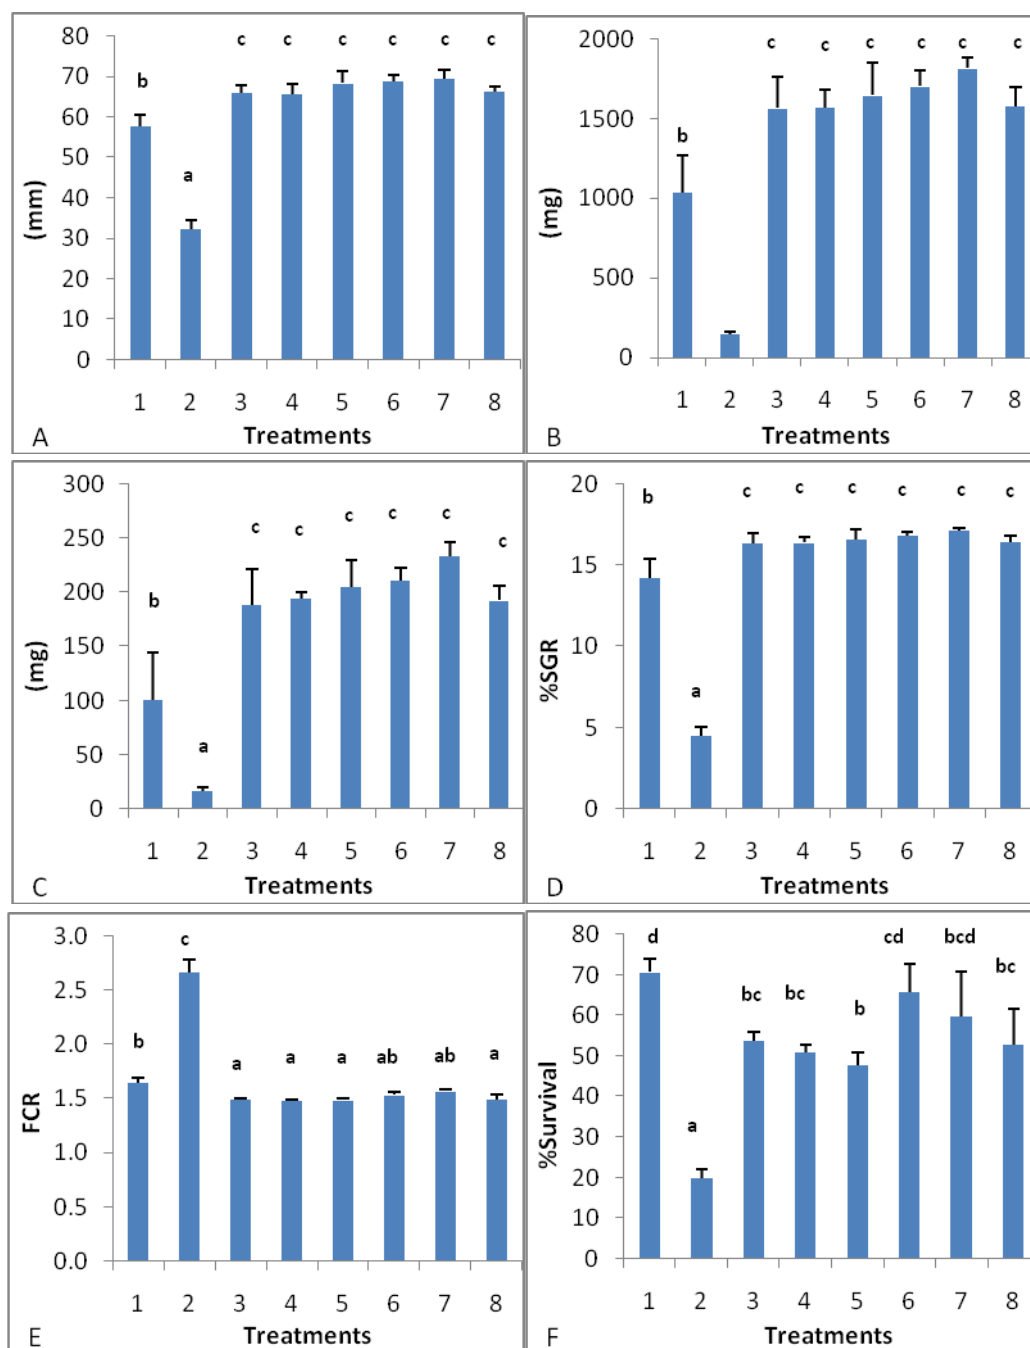 80
70
60
50
40
30
20
10
0
(mm)
b
a
c
c
c
c
c
c
1 2 3 4 5 6 7 8
Treatments
A
2000
1500
1000
500
0
(mg)
b
c
c
c
c
c
c
1 2 3 4 5 6 7 8
Treatments
B
300
250
200
150
100
50
0
(mg)
b
a
c
c
c
c
c
c
1 2 3 4 5 6 7 8
Treatments
C
20
15
10
5
0
%SGR
b
a
c
c
c
c
c
c
1 2 3 4 5 6 7 8
Treatments
D
3.0
2.5
2.0
1.5
1.0
0.5
0.0
FCR
b
c
a
a
a
ab
ab
a
1 2 3 4 5 6 7 8
Treatments
E
80
70
60
50
40
30
20
10
0
%Survival
d
a
bc
bc
b
cd
bcd
bc
1 2 3 4 5 6 7 8
Treatments
F